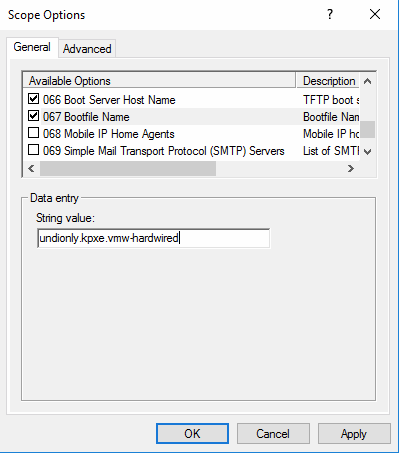 Scope Options
General Advanced
Available Options Description
066 Boot Server Host Name TFTP boot s
067 Bootfile Name Bootfile Nan
068 Mobile IP Home Agents Mobile IP ho
069 Simple Mail Transport Protocol (SMTP) Servers List of SMT
Data entry
String value:
undionly.kpxe.vmw-hardwired
OK Cancel Apply